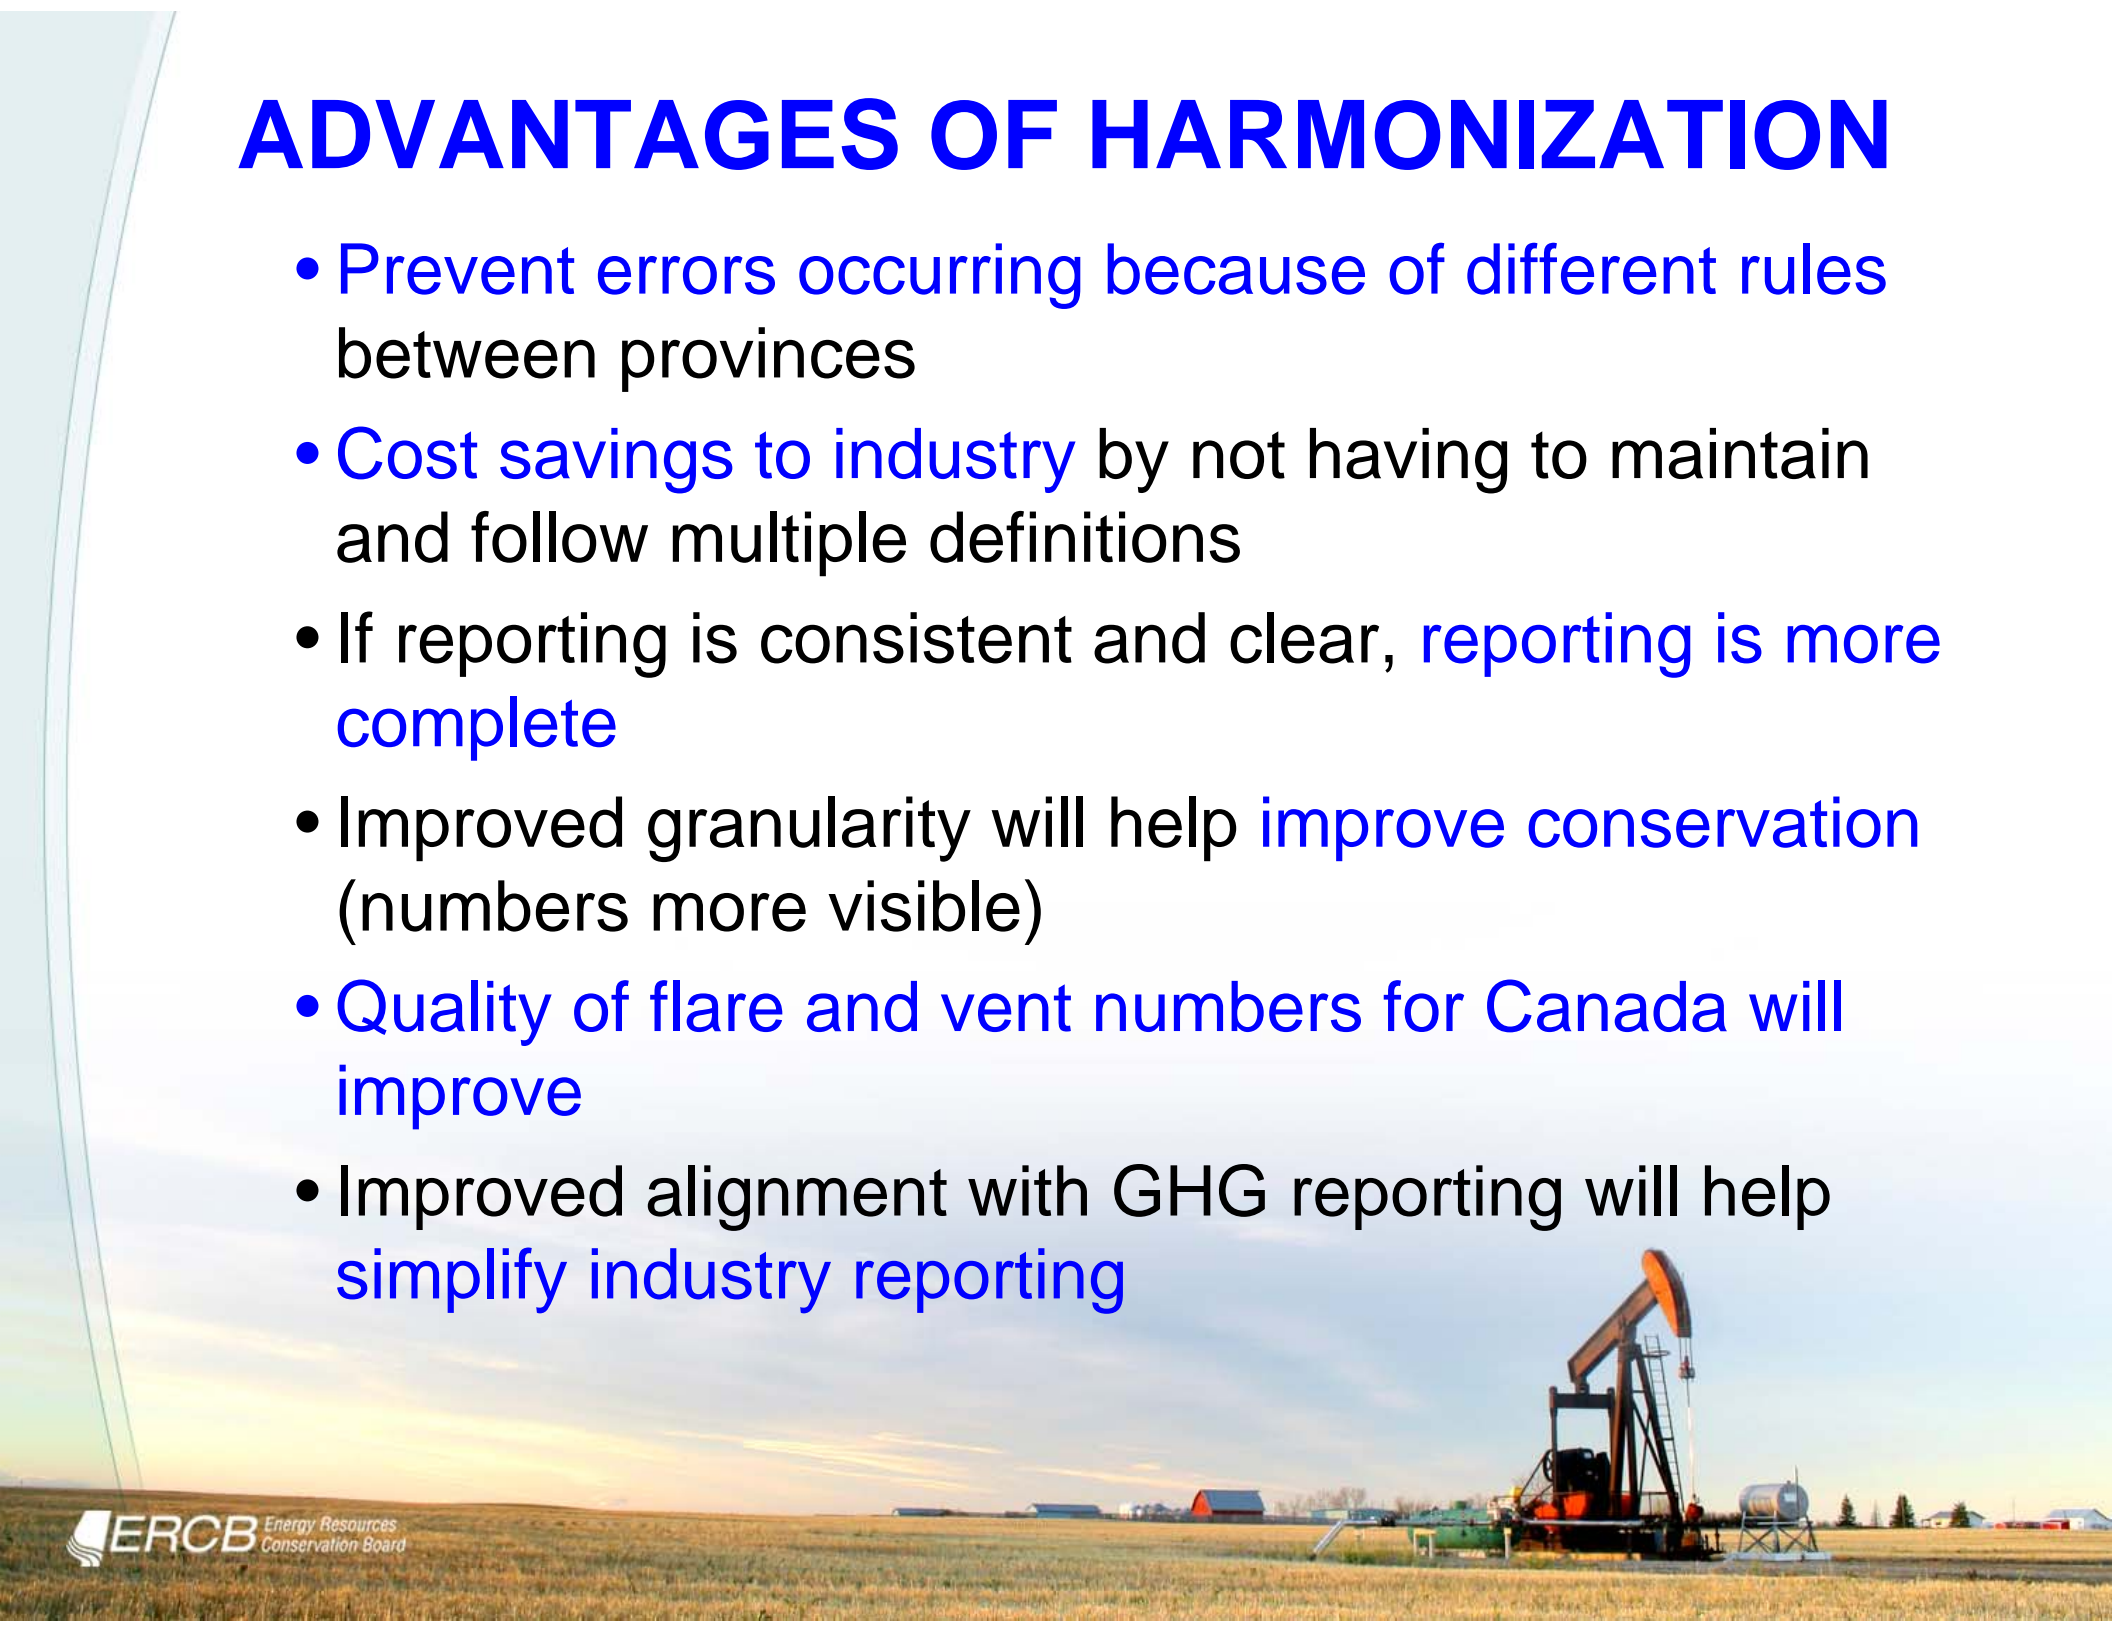 ADVANTAGES OF HARMONIZATION
• Prevent errors occurring because of different rules
between provinces
• Cost savings to industry by not having to maintain
and follow multiple definitions
• If reporting is consistent and clear, reporting is more
complete
• Improved granularity will help improve conservation
(numbers more visible)
• Quality of flare and vent numbers for Canada will
improve
• Improved alignment with GHG reporting will help
simplify industry reporting
ERCB Energy Resources
Conservation Board